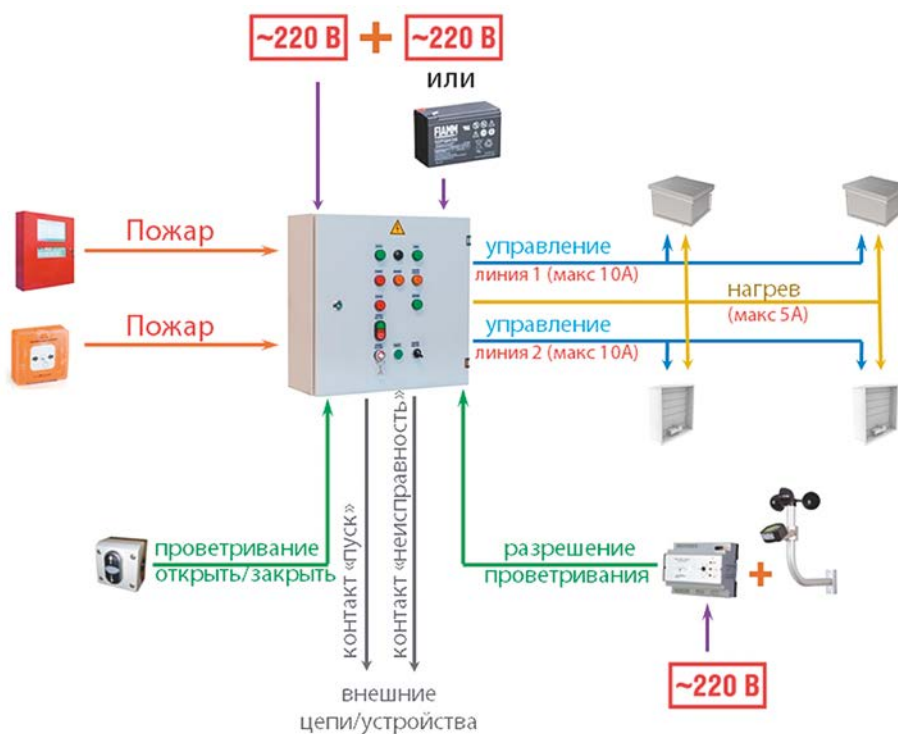 ~220 В + ~220 В
или
FIAMM
Пожар
Пожар
управление
линия 1 (макс 10А)
нагрев
(макс 5А)
управление
линия 2 (макс 10А)
проветривание
открыть/закрыть
контакт «пуск»
контакт «неисправность»
разрешение
проветривания
внешние
цепи/устройства
~220 В